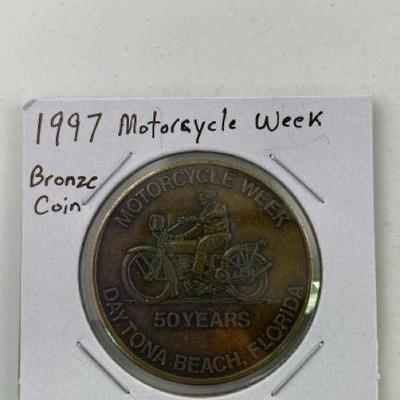 1997 Motorcycle Week
Bronze
Coin
MOTORCYCLE WEEK
50 YEARS
DAYTONA BEACH, FLORIDA